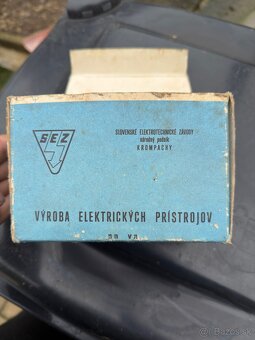 SEZ
SLOVENSKÉ ELEKTROTECHNICKÉ ZÁVODY
národný podnik
KROMPACHY
VÝROBA ELEKTRICKÝCH PRÍSTROJOV